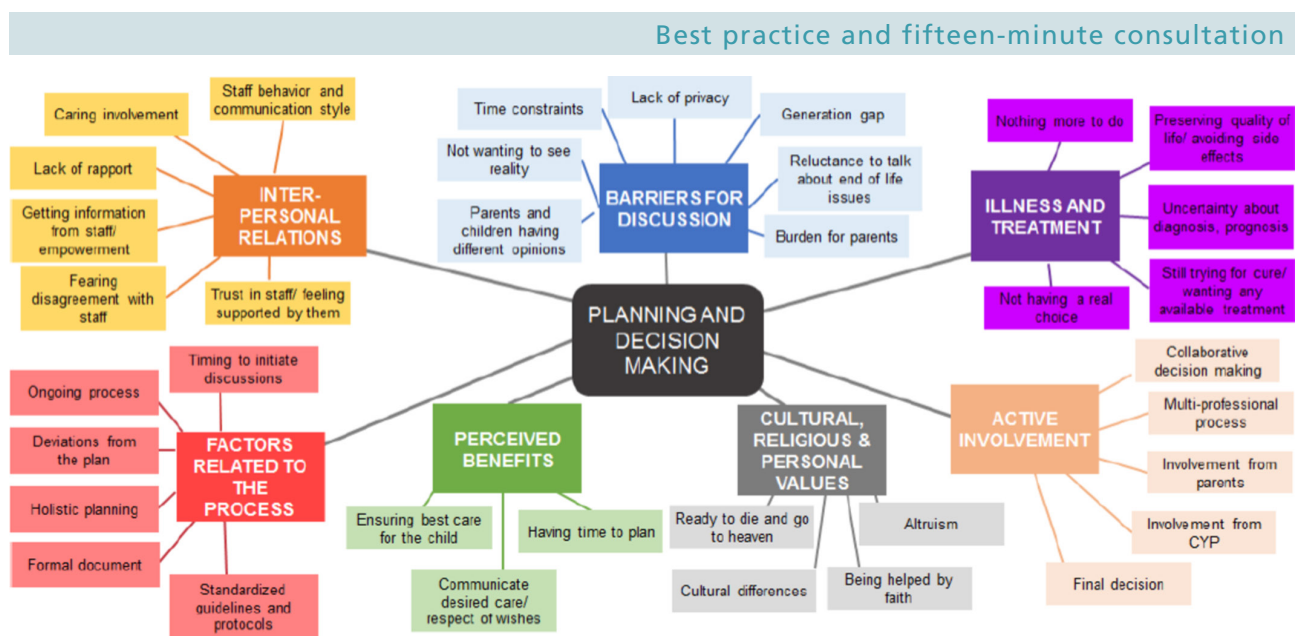 Best practice and fifteen-minute consultation
Caring involvement
Staff behavior and
communication style
Lack of rapport
Getting information
from staff/
empowerment
Fearing
disagreement with
staff
Trust in staff/ feeling
supported by them
INTER-
PERSONAL
RELATIONS
Time constraints
Lack of privacy
Generation gap
Not wanting to see
reality
Reluctance to talk
about end of life
issues
Parents and
children having
different opinions
Burden for parents
BARRIERS FOR
DISCUSSION
Nothing more to do
Preserving quality of
life/ avoiding side
effects
Uncertainty about
diagnosis, prognosis
Still trying for cure/
wanting any
available treatment
Not having a real
choice
ILLNESS AND
TREATMENT
PLANNING AND
DECISION
MAKING
Timing to initiate
discussions
Ongoing process
Deviations from
the plan
Holistic planning
Formal document
Standardized
guidelines and
protocols
FACTORS
RELATED TO
THE
PROCESS
PERCEIVED
BENEFITS
Ensuring best care
for the child
Having time to plan
Communicate
desired care/
respect of wishes
CULTURAL,
RELIGIOUS &
PERSONAL
VALUES
Ready to die and go
to heaven
Altruism
Cultural differences
Being helped by
faith
ACTIVE
INVOLVEMENT
Collaborative
decision making
Multi-professional
process
Involvement from
parents
Involvement from
CYP
Final decision